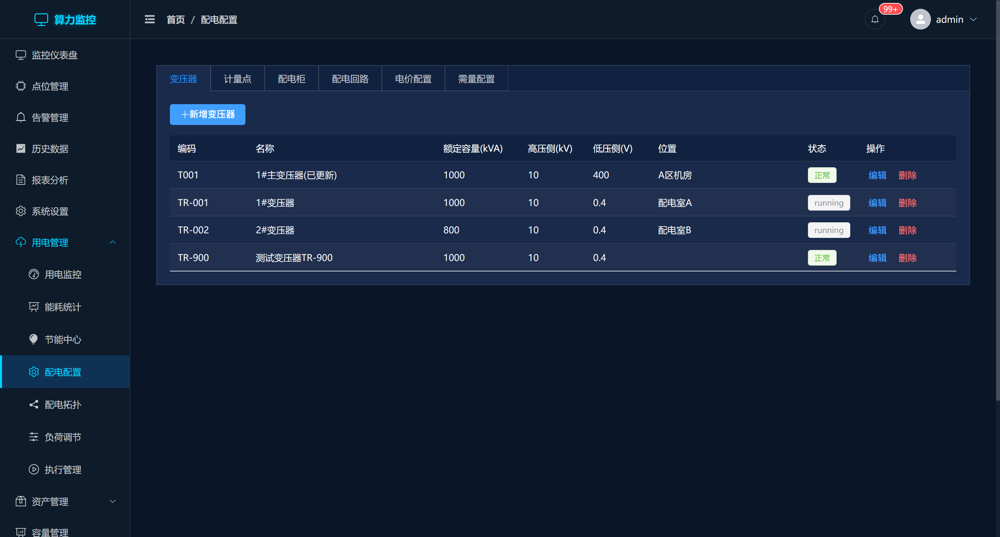 算力监控
首页 / 配电配置
99+
admin
监控仪表盘
点位管理
告警管理
历史数据
报表分析
系统设置
用电管理
用电监控
能耗统计
节能中心
配电配置
配电拓扑
负荷调节
执行管理
资产管理
容量管理
变压器 计量点 配电柜 配电回路 电价配置 需量配置
+新增变压器
编码 名称 额定容量(kVA) 高压侧(kV) 低压侧(V) 位置 状态 操作
T001 1#主变压器(已更新) 1000 10 400 A区机房 正常 编辑 删除
TR-001 1#变压器 1000 10 0.4 配电室A running 编辑 删除
TR-002 2#变压器 800 10 0.4 配电室B running 编辑 删除
TR-900 测试变压器TR-900 1000 10 0.4 正常 编辑 删除